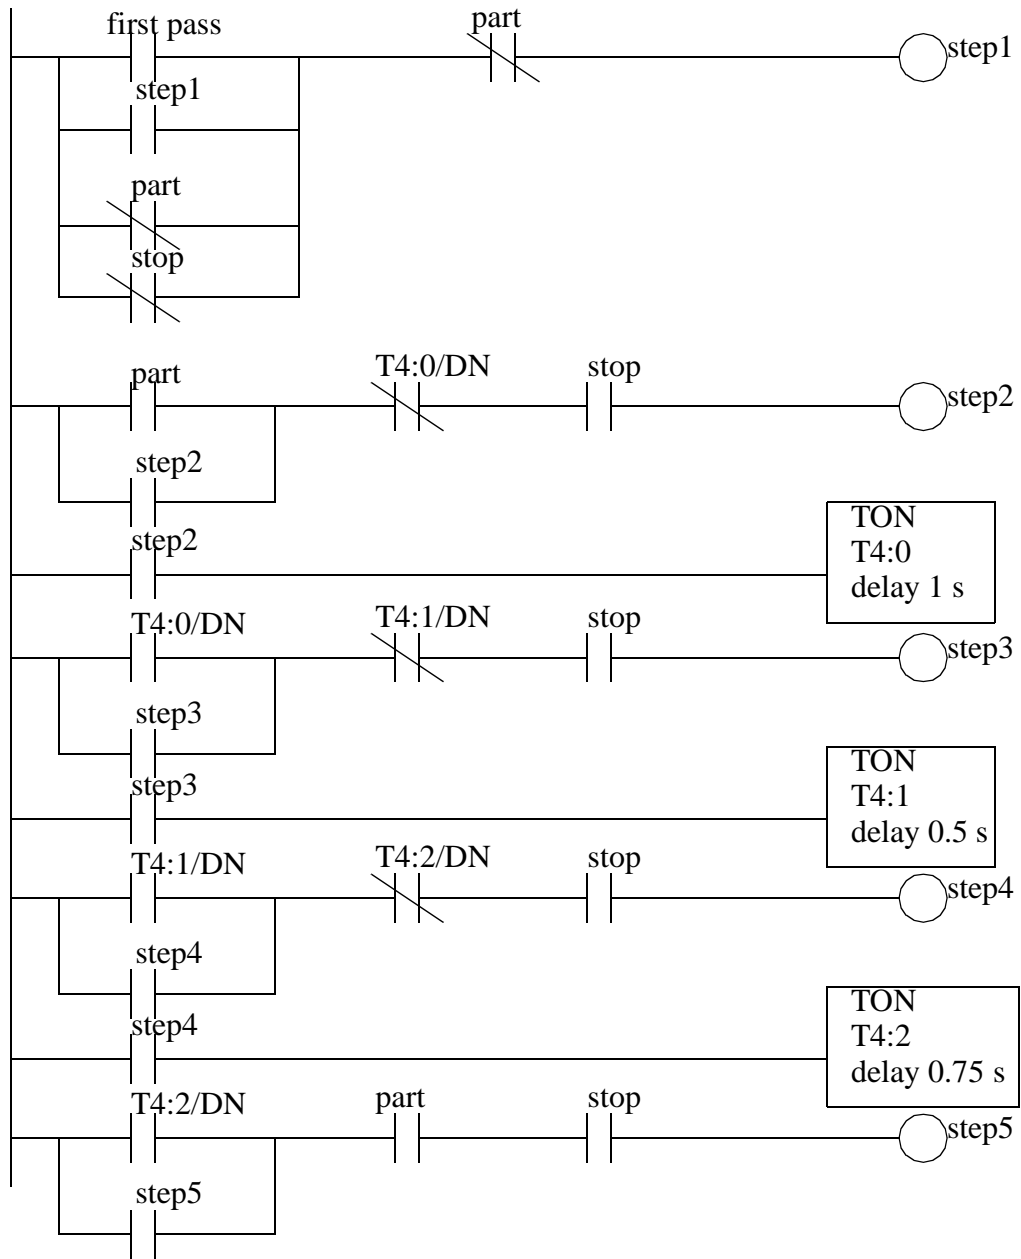 first pass
part
step1
step1
part
stop
part
T4:0/DN
stop
step2
step2
step2
TON
T4:0
delay 1 s
T4:0/DN
T4:1/DN
stop
step3
step3
step3
TON
T4:1
delay 0.5 s
T4:1/DN
T4:2/DN
stop
step4
step4
step4
TON
T4:2
delay 0.75 s
T4:2/DN
part
stop
step5
step5